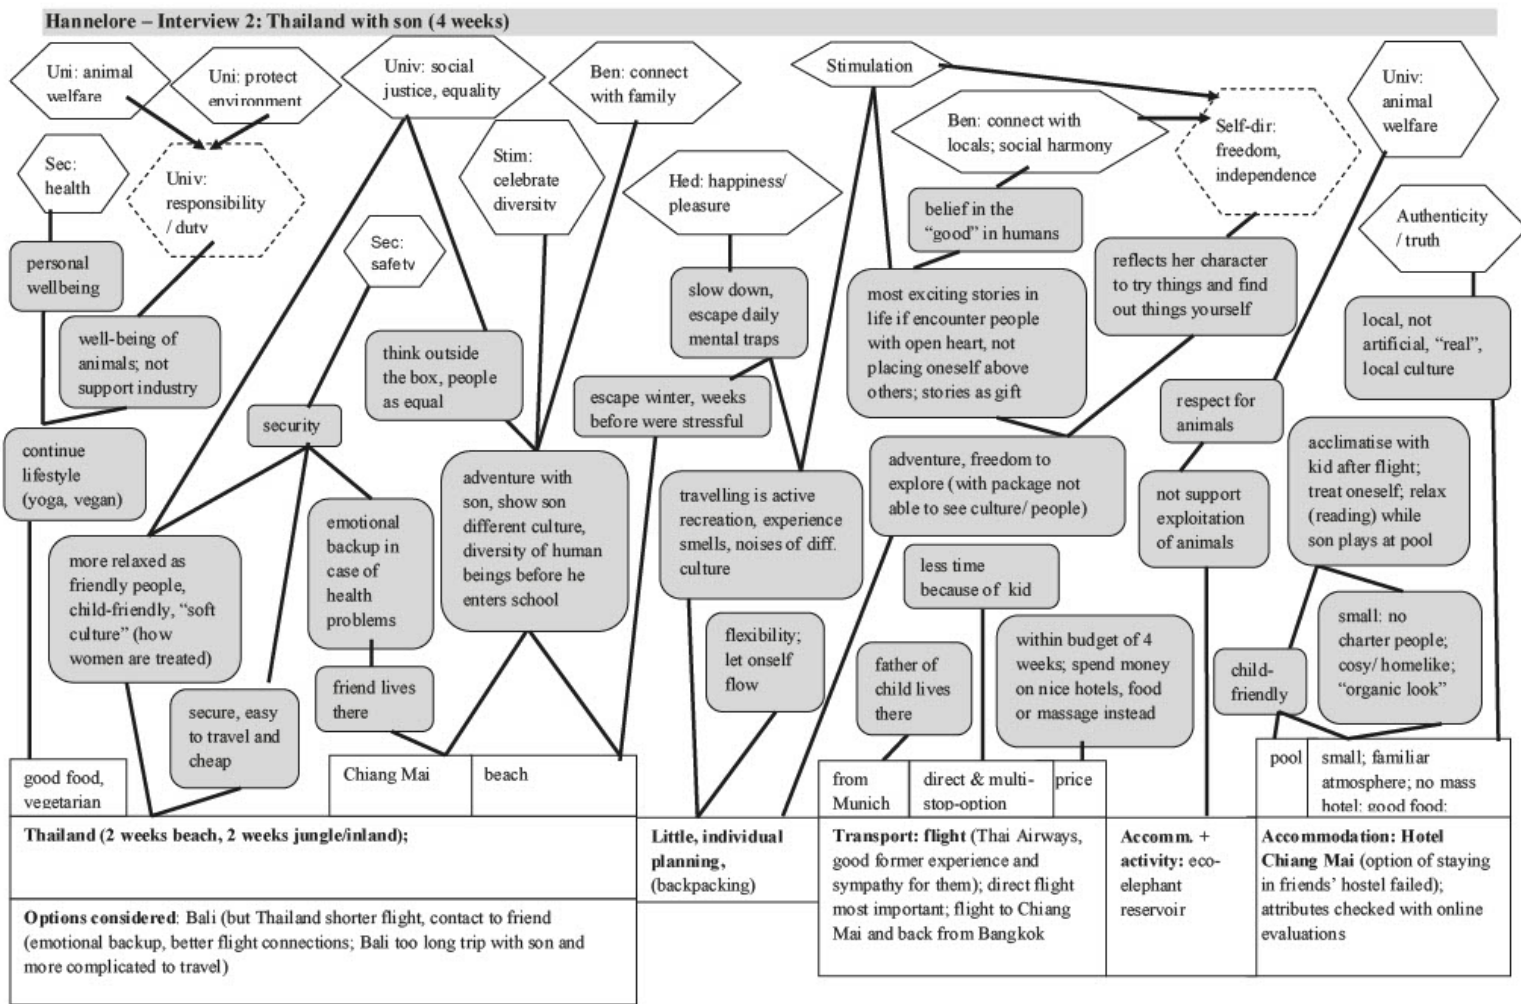 Hannelore – Interview 2: Thailand with son (4 weeks)
Uni: animal
welfare
Uni: protect
environment
Univ: social
justice, equality
Ben: connect
with family
Stimulation
Univ:
animal
welfare
Ben: connect with
locals; social harmony
Self-dir:
freedom,
independence
Sec:
health
Univ:
responsibility
/ duty
Stim:
celebrate
diversity
Hed: happiness/
pleasure
Sec:
safety
Authenticity
/ truth
belief in the
“good” in humans
personal
wellbeing
slow down,
escape daily
mental traps
most exciting stories in
life if encounter people
with open heart, not
placing oneself above
others; stories as gift
reflects her character
to try things and find
out things yourself
local, not
artificial, “real”,
local culture
well-being of
animals; not
support industry
think outside
the box, people
as equal
escape winter, weeks
before were stressful
respect for
animals
security
continue
lifestyle
(yoga, vegan)
adventure with
son, show son
different culture,
diversity of human
beings before he
enters school
travelling is active
recreation, experience
smells, noises of diff.
culture
adventure, freedom to
explore (with package not
able to see culture/ people)
not support
exploitation
of animals
acclimatise with
kid after flight;
treat oneself; relax
(reading) while
son plays at pool
more relaxed as
friendly people,
child-friendly, “soft
culture” (how
women are treated)
emotional
backup in
case of
health
problems
less time
because of kid
flexibility;
let onself
flow
father of
child lives
there
within budget of 4
weeks; spend money
on nice hotels, food
or massage instead
child-
friendly
small: no
charter people;
cosy/ homelike;
“organic look”
friend lives
there
secure, easy
to travel and
cheap
good food,
vegetarian
Chiang Mai
beach
from
Munich
direct & multi-
stop-option
price
pool
small; familiar
atmosphere; no mass
hotel; good food;
Thailand (2 weeks beach, 2 weeks jungle/inland);
Little, individual
planning,
(backpacking)
Transport: flight (Thai Airways,
good former experience and
sympathy for them); direct flight
most important; flight to Chiang
Mai and back from Bangkok
Accomm. +
activity: eco-
elephant
reservoir
Accommodation: Hotel
Chiang Mai (option of staying
in friends’ hostel failed);
attributes checked with online
evaluations
Options considered: Bali (but Thailand shorter flight, contact to friend
(emotional backup, better flight connections; Bali too long trip with son and
more complicated to travel)